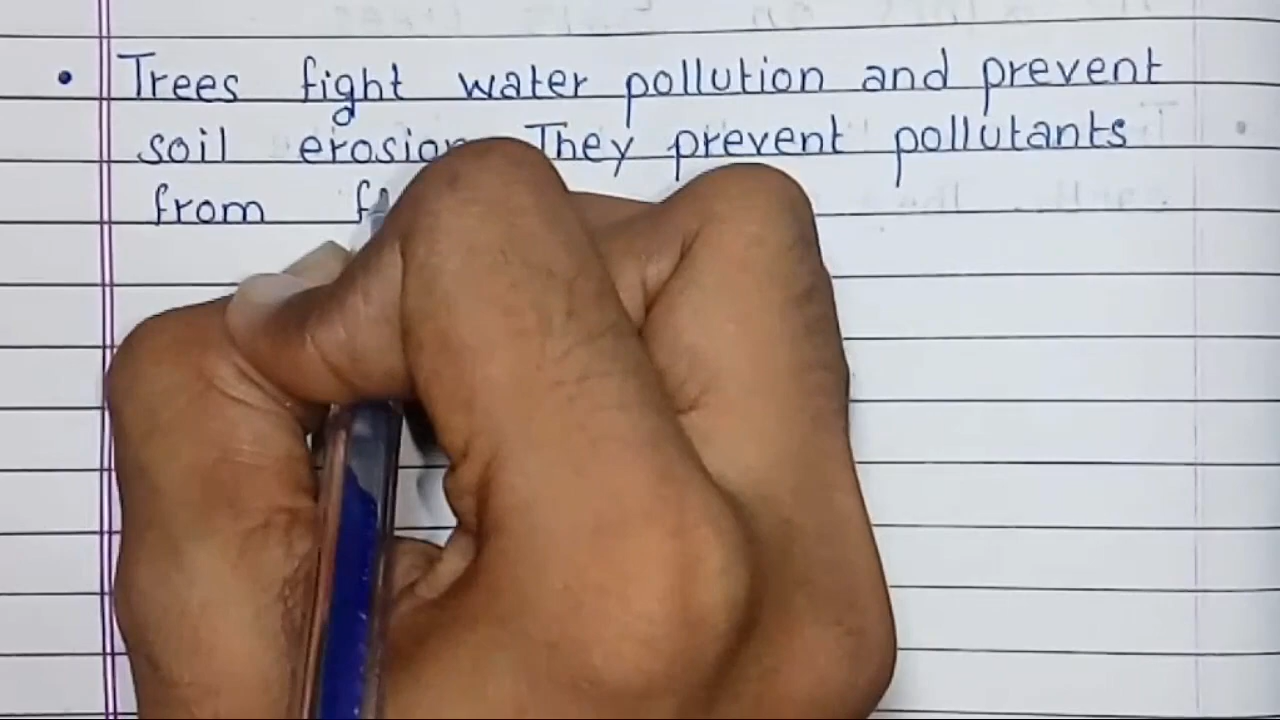 • Trees fight water pollution and prevent
soil erosion They prevent pollutants
from